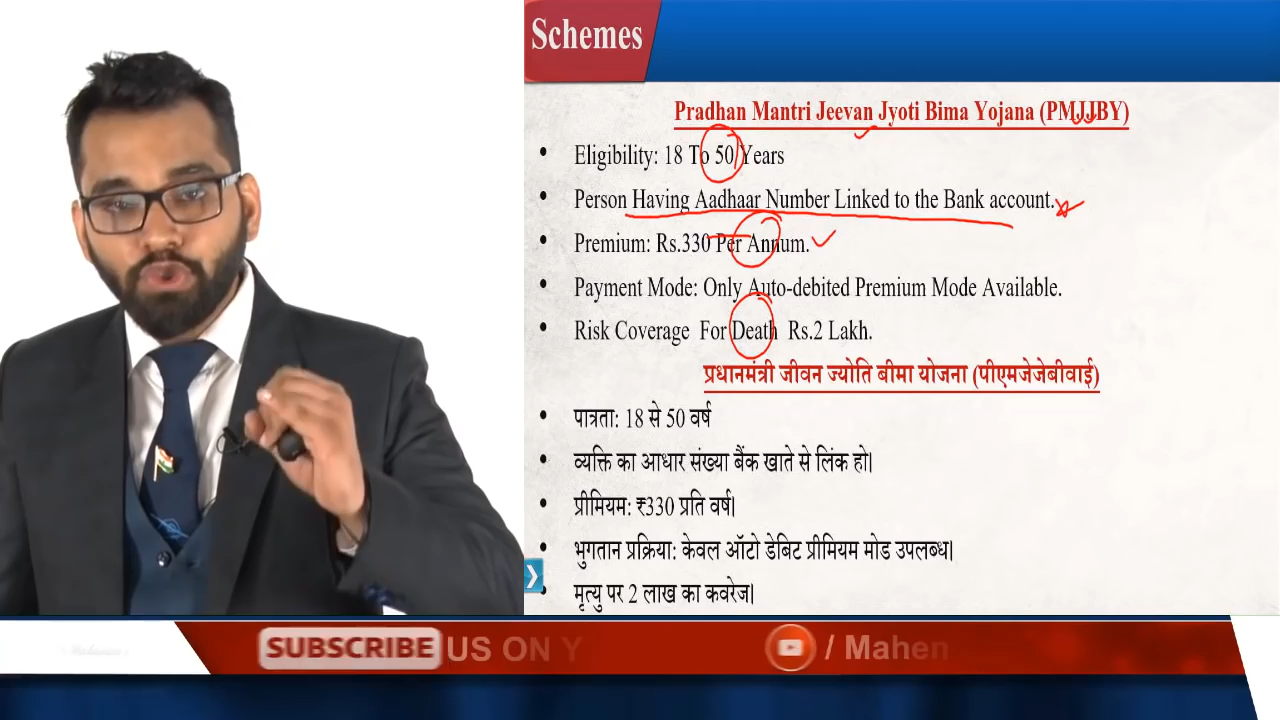 Schemes
Pradhan Mantri Jeevan Jyoti Bima Yojana (PMJJBY)
• Eligibility: 18 To 50 Years
• Person Having Aadhaar Number Linked to the Bank account.
• Premium: Rs.330 Per Annum.
• Payment Mode: Only Auto-debited Premium Mode Available.
• Risk Coverage For Death Rs.2 Lakh.
प्रधानमंत्री जीवन ज्योति बीमा योजना (पीएमजेजेबीवाई)
• पात्रता: 18 से 50 वर्ष
• व्यक्ति का आधार संख्या बैंक खाते से लिंक हो।
• प्रीमियम: ₹330 प्रति वर्ष।
• भुगतान प्रक्रिया: केवल ऑटो डेबिट प्रीमियम मोड उपलब्ध।
• मृत्यु पर 2 लाख का कवरेज।
SUBSCRIBE US ON Y / Mahen